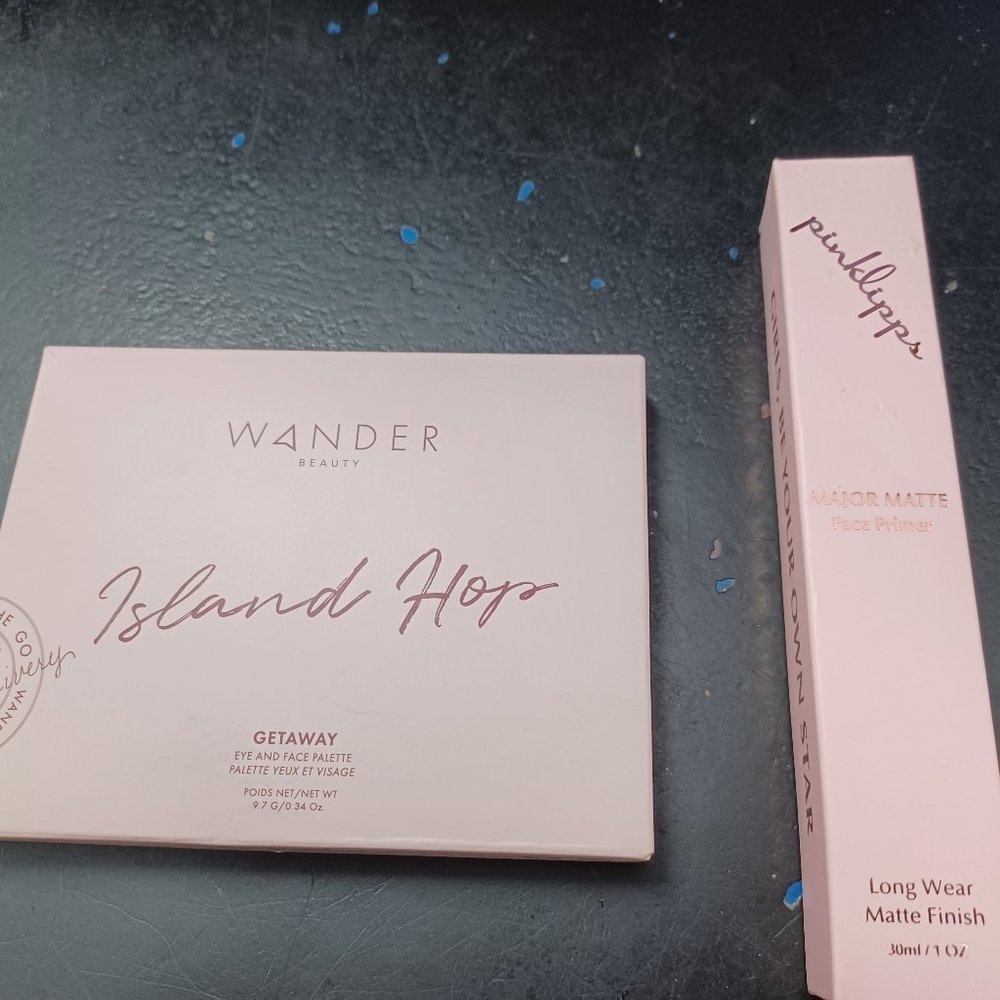 WANDER
BEAUTY
Island Hop
GETAWAY
EYE AND FACE PALETTE
PALETTE YEUX ET VISAGE
POIDS NET/NET WT
9.7 G/0.34 Oz.
GO
pinklipps
GIRLS, BE YOUR OWN STAR
MAJOR MATTE
Face Primer
Long Wear
Matte Finish
30ml / 1 OZ